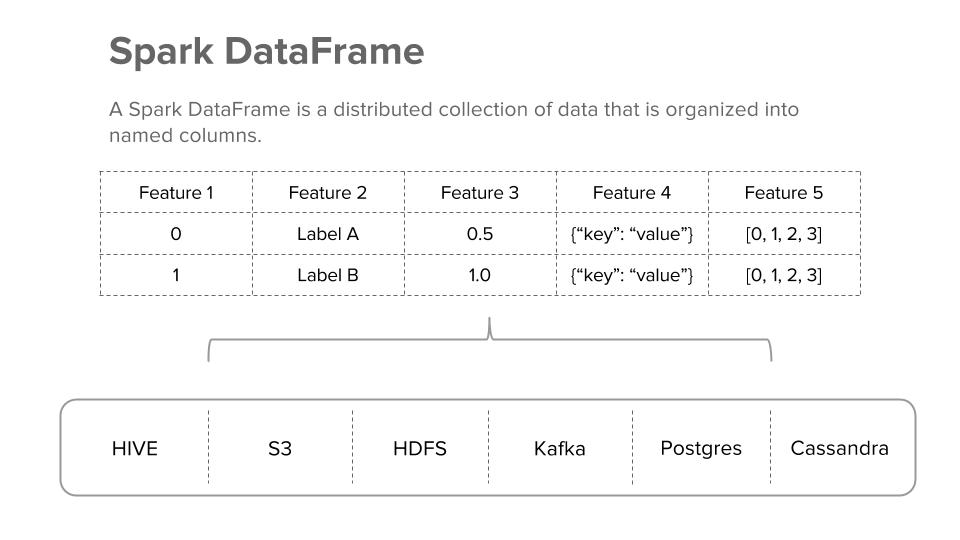 Spark DataFrame
A Spark DataFrame is a distributed collection of data that is organized into
named columns.
Feature 1 Feature 2 Feature 3 Feature 4 Feature 5
0 Label A 0.5 {“key”: “value”} [0, 1, 2, 3]
1 Label B 1.0 {“key”: “value”} [0, 1, 2, 3]
HIVE S3 HDFS Kafka Postgres Cassandra